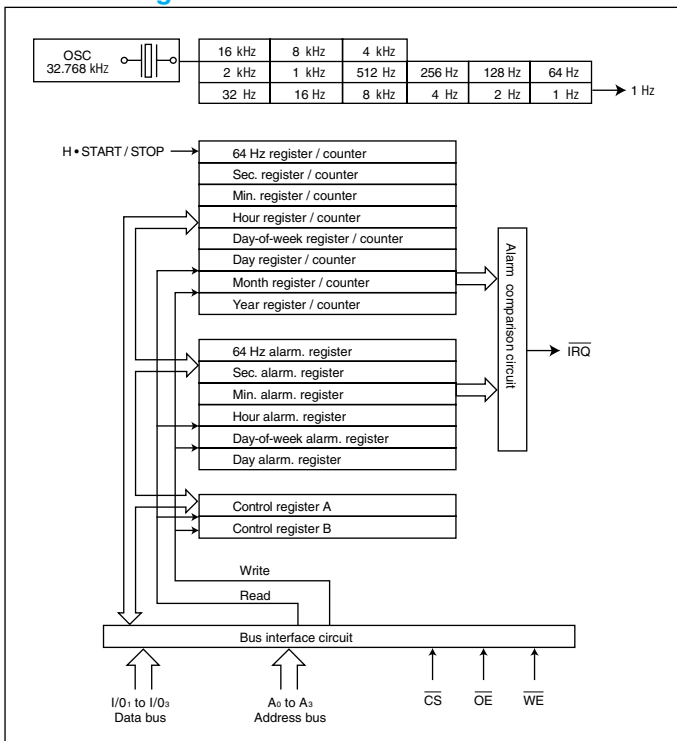 OSC
32.768 kHz
16 kHz 8 kHz 4 kHz
2 kHz 1 kHz 512 Hz 256 Hz 128 Hz 64 Hz
32 Hz 16 Hz 8 kHz 4 Hz 2 Hz 1 Hz
1 Hz
H • START / STOP
64 Hz register / counter
Sec. register / counter
Min. register / counter
Hour register / counter
Day-of-week register / counter
Day register / counter
Month register / counter
Year register / counter
64 Hz alarm. register
Sec. alarm. register
Min. alarm. register
Hour alarm. register
Day-of-week alarm. register
Day alarm. register
Alarm comparison circuit
IRQ
Control register A
Control register B
Write
Read
Bus interface circuit
I/0₁ to I/0₃
Data bus
A₀ to A₃
Address bus
CS
OE
WE